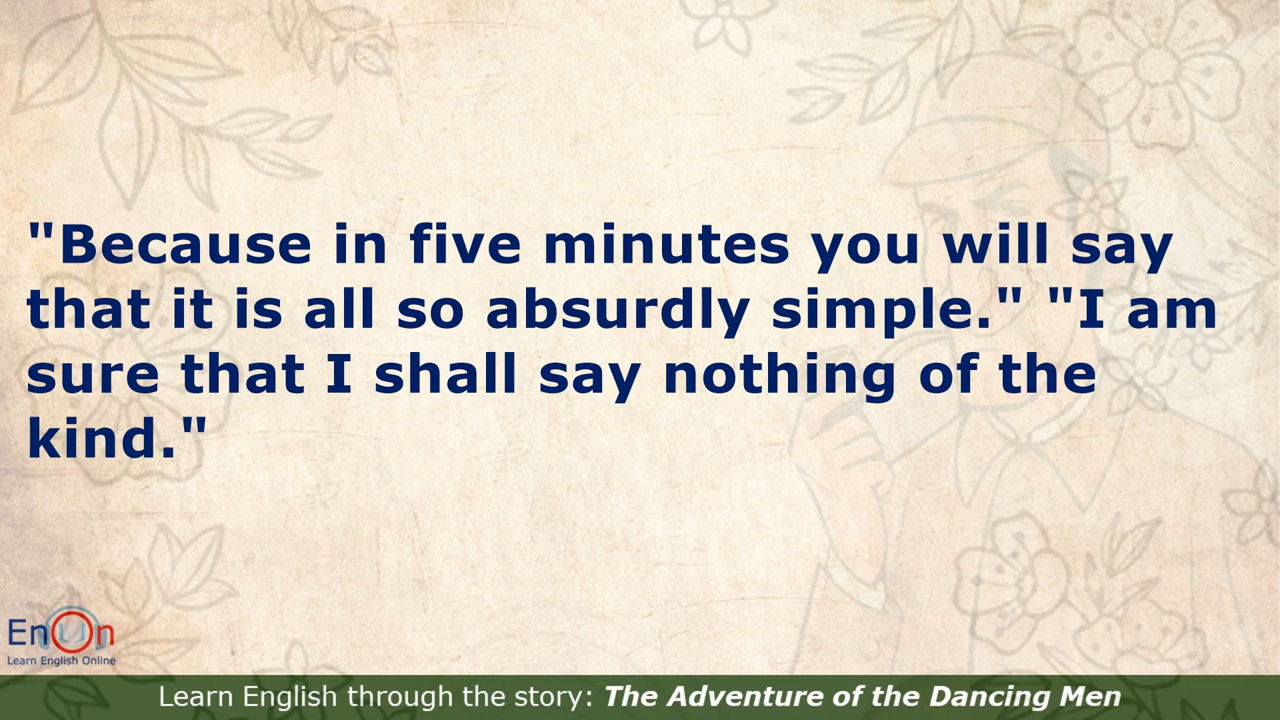 "Because in five minutes you will say
that it is all so absurdly simple." "I am
sure that I shall say nothing of the
kind."
EnOn
Learn English Online
Learn English through the story: The Adventure of the Dancing Men